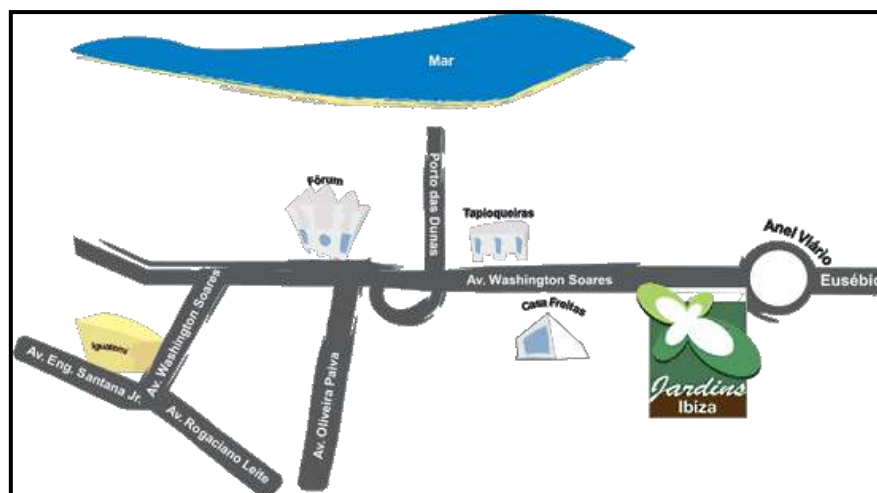 Mar
Porto das Dunas
Fórum
Tapioqueiras
Anel Viário
Av. Washington Soares
Eusébio
Casa Freitas
Av. Washington Soares
Iguatemi
Av. Eng. Santana Jr.
Av. Oliveira Paiva
Av. Rogaciano Leite
Jardins
Ibiza